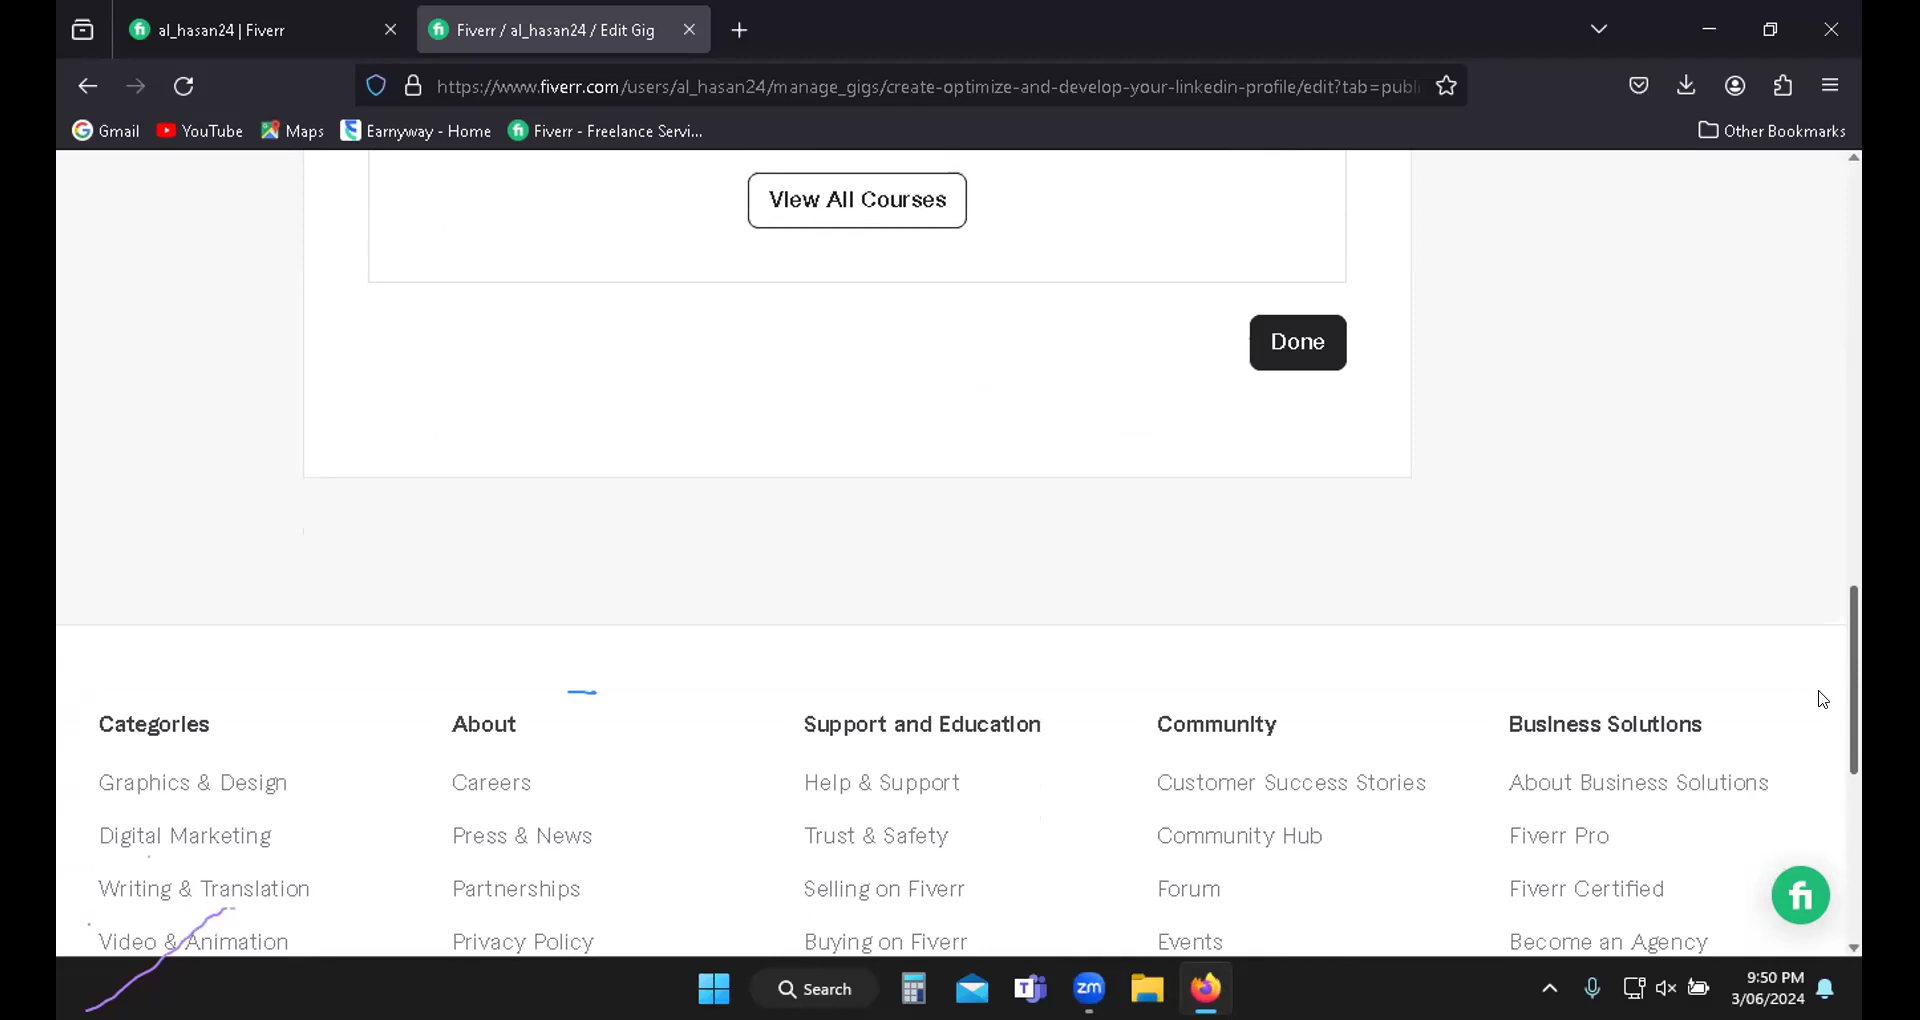 al_hasan24 | Fiverr
Fiverr / al_hasan24 / Edit Gig
https://www.fiverr.com/users/al_hasan24/manage_gigs/create-optimize-and-develop-your-linkedin-profile/edit?tab=publ
Gmail YouTube Maps Earnyway - Home Fiverr - Freelance Servi... Other Bookmarks
View All Courses
Done
Categories About Support and Education Community Business Solutions
Graphics & Design Careers Help & Support Customer Success Stories About Business Solutions
Digital Marketing Press & News Trust & Safety Community Hub Fiverr Pro
Writing & Translation Partnerships Selling on Fiverr Forum Fiverr Certified
fi
Video & Animation Privacy Policy Buying on Fiverr Events Become an Agency
Search
zm
9:50 PM
3/06/2024